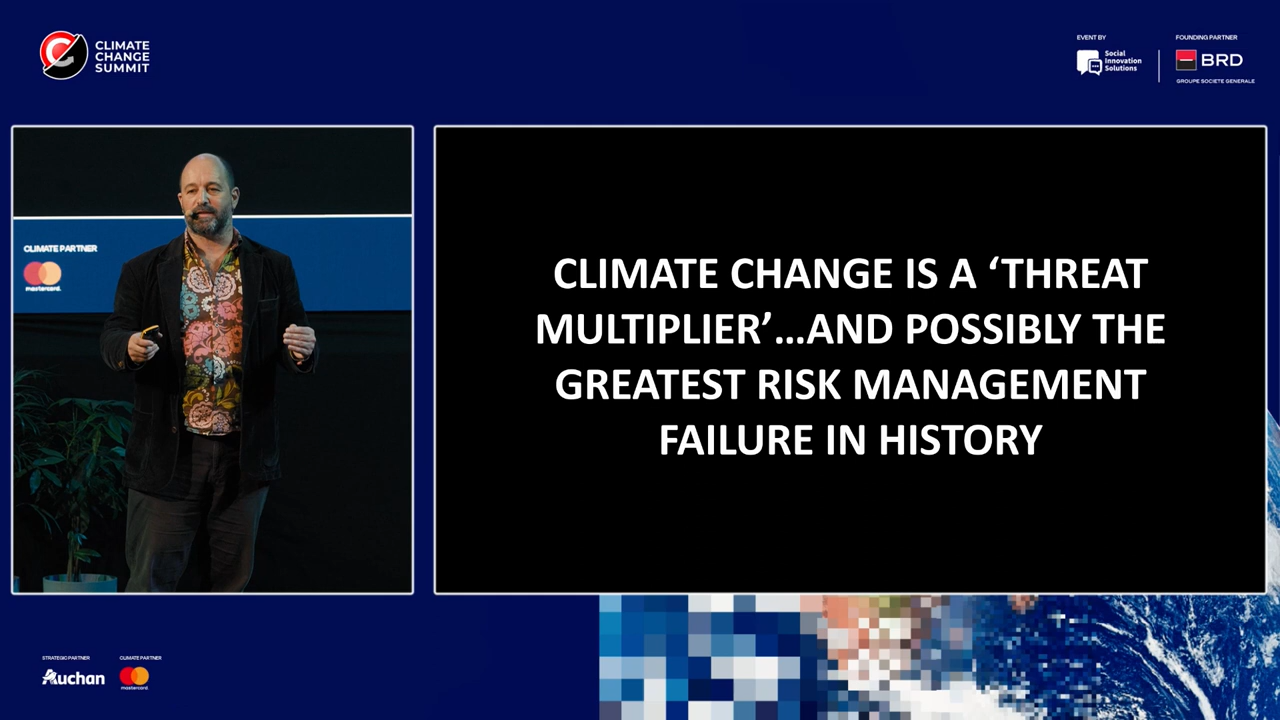 CLIMATE
CHANGE
SUMMIT
EVENT BY
Social
Innovation
Solutions
FOUNDING PARTNER
BRD
GROUPE SOCIETE GENERALE
CLIMATE PARTNER
mastercard.
CLIMATE CHANGE IS A ‘THREAT
MULTIPLIER’...AND POSSIBLY THE
GREATEST RISK MANAGEMENT
FAILURE IN HISTORY
STRATEGIC PARTNER
Auchan
CLIMATE PARTNER
mastercard